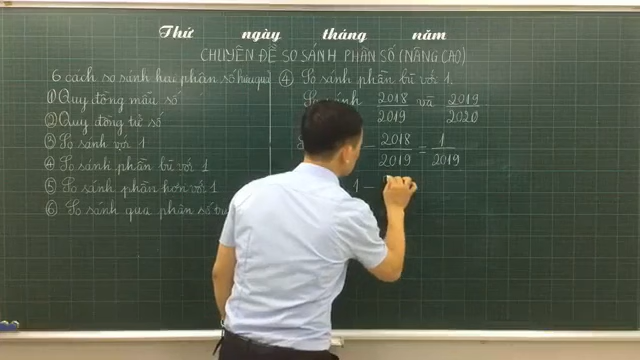 Thứ ngày tháng năm
CHUYÊN ĐỀ SO SÁNH PHÂN SỐ (NÂNG CAO)
6 cách so sánh hai phân số hiệu quả
① Quy đồng mẫu số
② Quy đồng tử số
③ So sánh với 1
④ So sánh phần bù với 1
⑤ So sánh phần hơn với 1
⑥ So sánh qua phân số
④ So sánh phần bù với 1.
2018/2019 và 2019/2020
− 2018/2019 = 1/2019
1 −